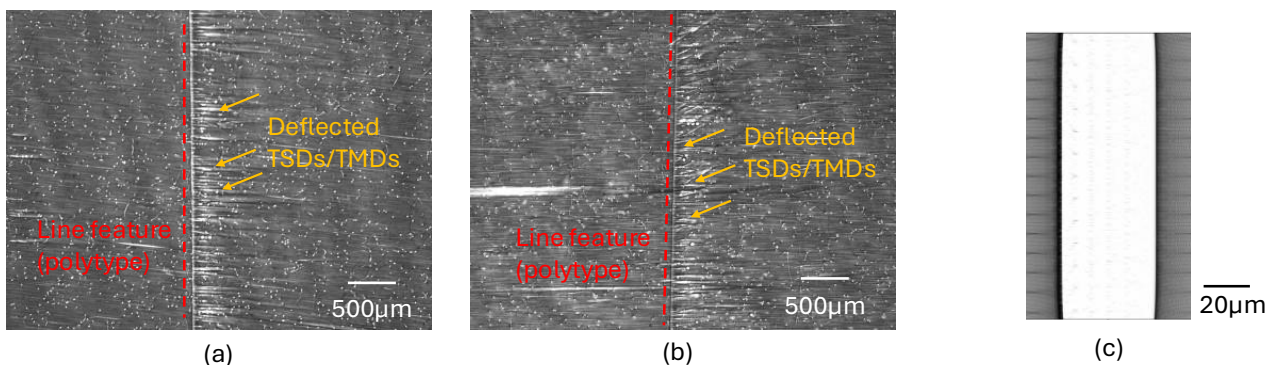 Deflected
TSDs/TMDs
Line feature
(polytype)
500µm
(a)
Deflected
TSDs/TMDs
Line feature
(polytype)
500µm
(b)
20µm
(c)